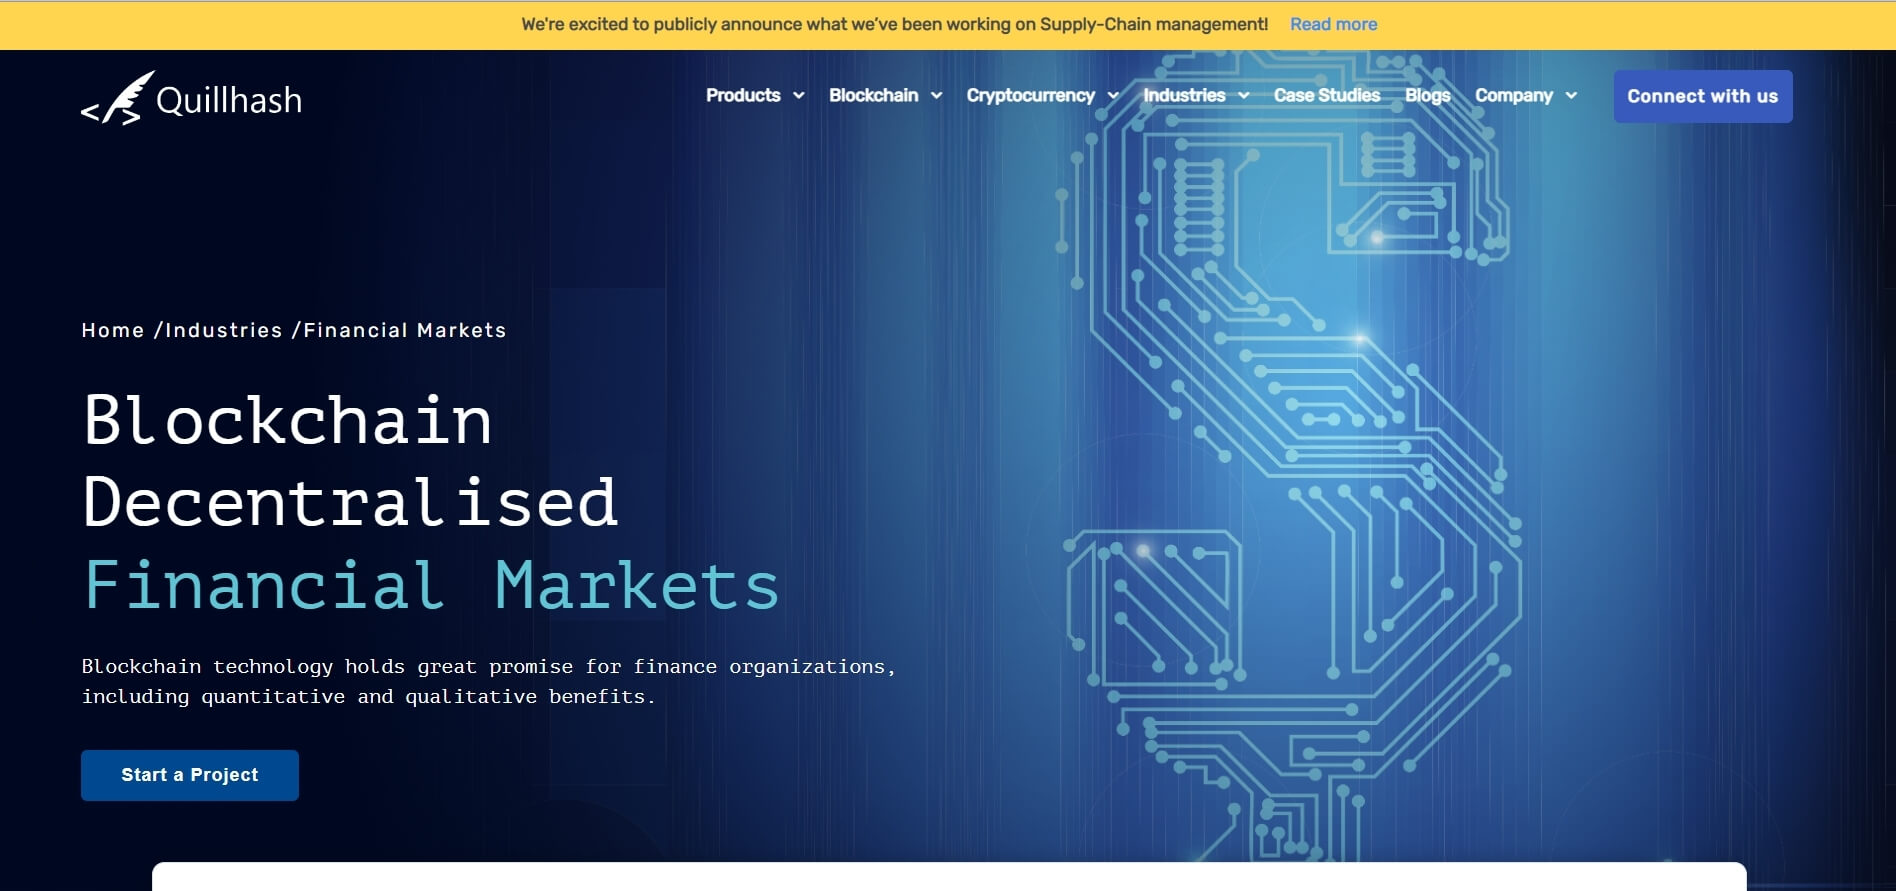 We're excited to publicly announce what we've been working on Supply-Chain management! Read more
Quillhash
Products Blockchain Cryptocurrency Industries Case Studies Blogs Company Connect with us
Home /Industries /Financial Markets
Blockchain
Decentralised
Financial Markets
Blockchain technology holds great promise for finance organizations,
including quantitative and qualitative benefits.
Start a Project